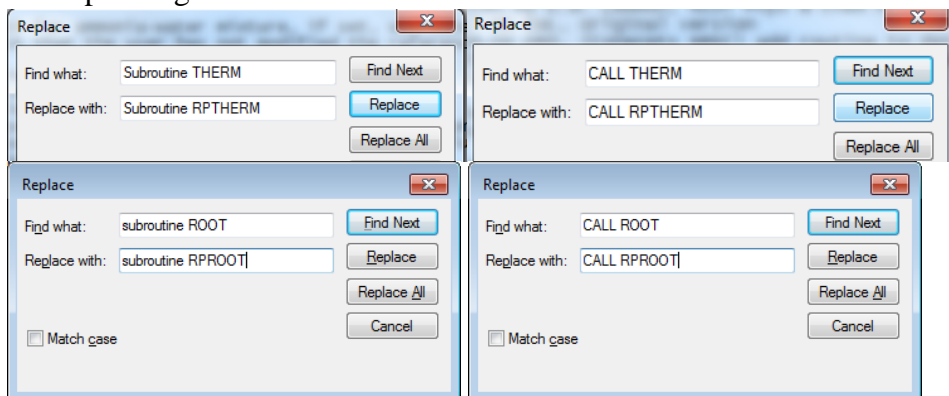 Replace
Find what: Subroutine THERM Find Next
Replace with: Subroutine RPTHERM Replace
Replace All
Replace
Find what: CALL THERM Find Next
Replace with: CALL RPTHERM Replace
Replace All
Replace
Find what: subroutine ROOT Find Next
Replace with: subroutine RPROOT Replace
Replace All
Match case Cancel
Replace
Find what: CALL ROOT Find Next
Replace with: CALL RPROOT Replace
Replace All
Match case Cancel